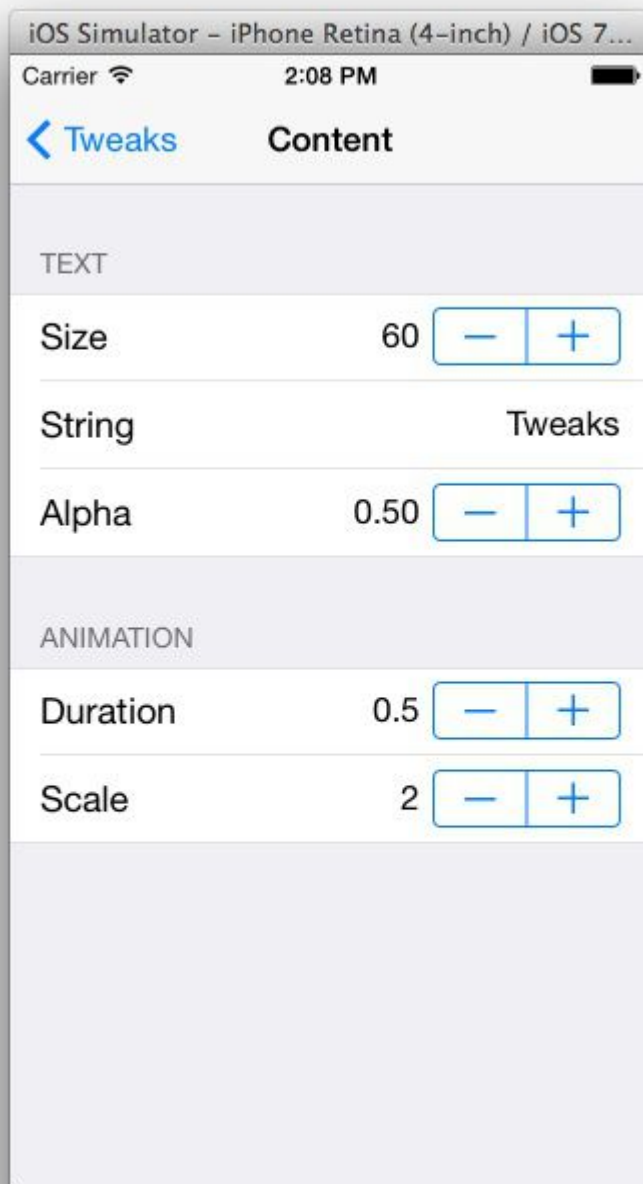 iOS Simulator – iPhone Retina (4-inch) / iOS 7...
Carrier 2:08 PM
Tweaks Content
TEXT
Size 60 − +
String Tweaks
Alpha 0.50 − +
ANIMATION
Duration 0.5 − +
Scale 2 − +